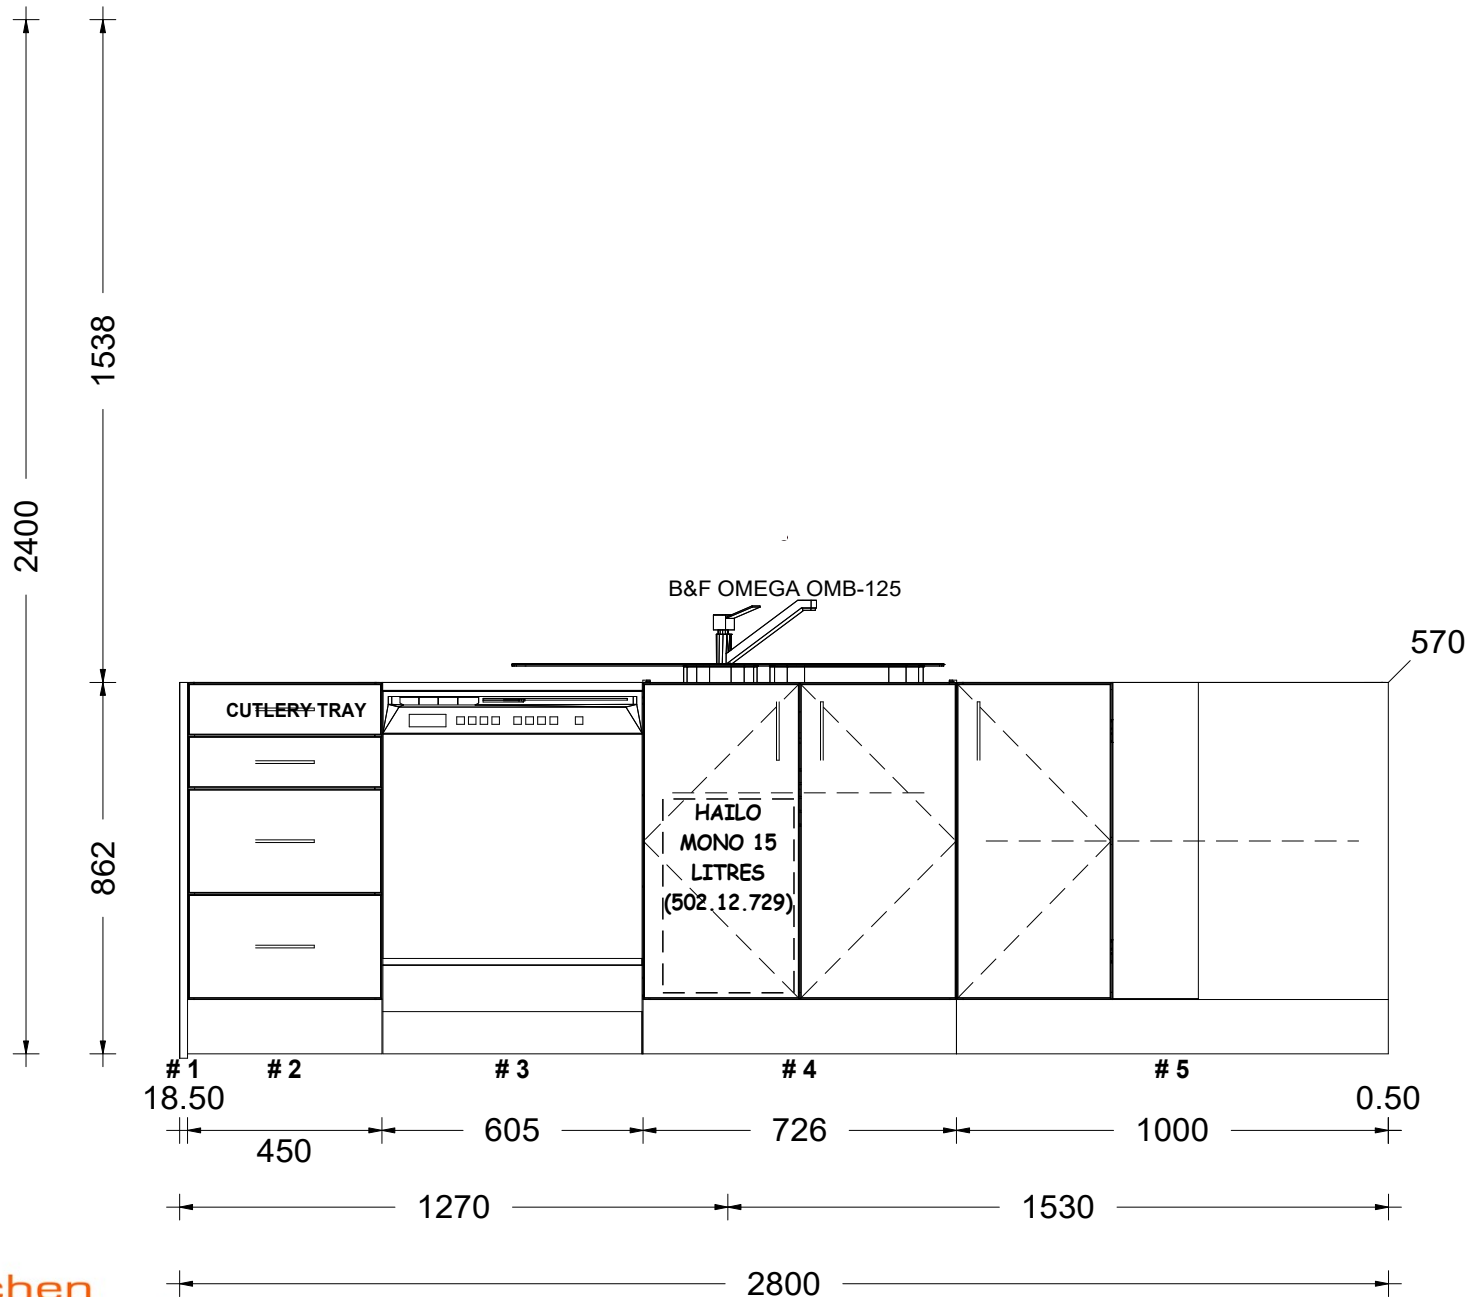 2400
1538
B&F OMEGA OMB-125
570
CUTLERY TRAY
862
HAILO
MONO 15
LITRES
(502.12.729)
# 1 # 2 # 3 # 4 # 5
18.50 0.50
450 605 726 1000
1270 1530
2800
chen